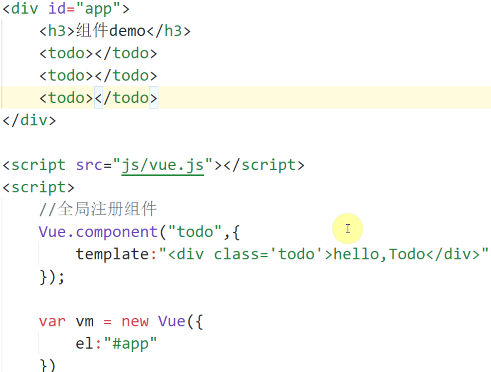 <div id="app">
<h3>组件demo</h3>
<todo></todo>
<todo></todo>
<todo></todo>
</div>
<script src="js/vue.js"></script>
<script>
//全局注册组件
Vue.component("todo",{
template:"<div class='todo'>hello,Todo</div>"
});
var vm = new Vue({
el:"#app"
})